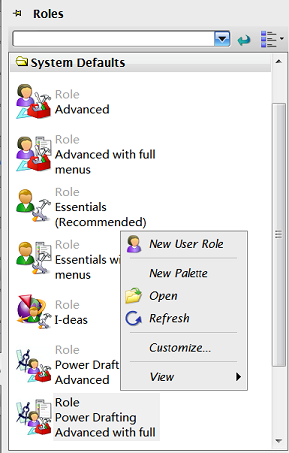 Roles
System Defaults
Role
Advanced
Role
Advanced with full
menus
Role
Essentials
(Recommended)
Role
Essentials wi
menus
Role
I-deas
Role
Power Draft
Advanced
Role
Power Drafting
Advanced with full
New User Role
New Palette
Open
Refresh
Customize...
View